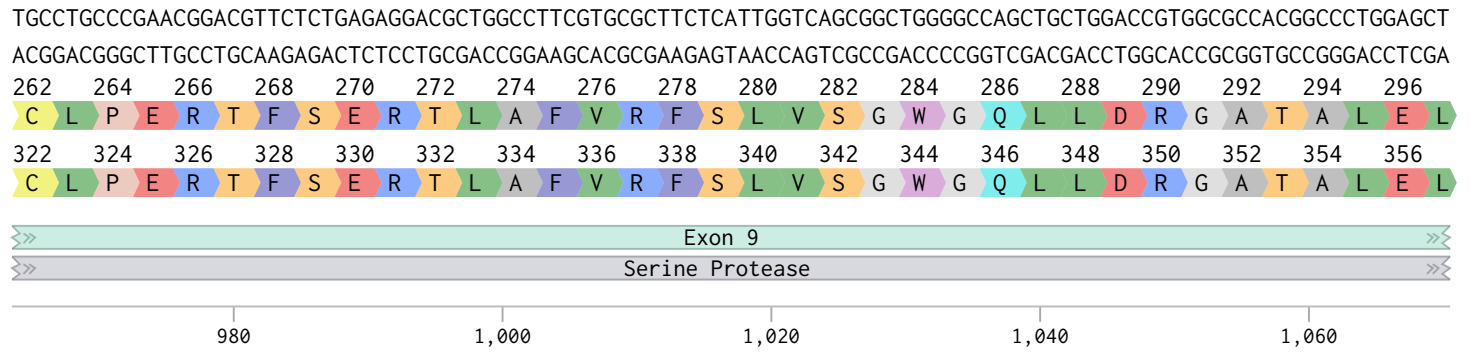 TGCCTGCCCGAACGGACGTTCTCTGAGAGGACGCTGGCCTTCGTGCGCTTCTCATTGGTCAGCGGCTGGGGCCAGCTGCTGGACCGTGGCGCCACGGCCCTGGAGCT
ACGGACGGGCTTGCCTGCAAGAGACTCTCCTGCGACCGGAAGCACGCGAAGAGTAACCAGTCGCCGACCCCGGTCGACGACCTGGCACCGCGGTGCCGGGACCTCGA
262 264 266 268 270 272 274 276 278 280 282 284 286 288 290 292 294 296
C L P E R T F S E R T L A F V R F S L V S G W G Q L L D R G A T A L E L
322 324 326 328 330 332 334 336 338 340 342 344 346 348 350 352 354 356
C L P E R T F S E R T L A F V R F S L V S G W G Q L L D R G A T A L E L
Exon 9
Serine Protease
980 1,000 1,020 1,040 1,060